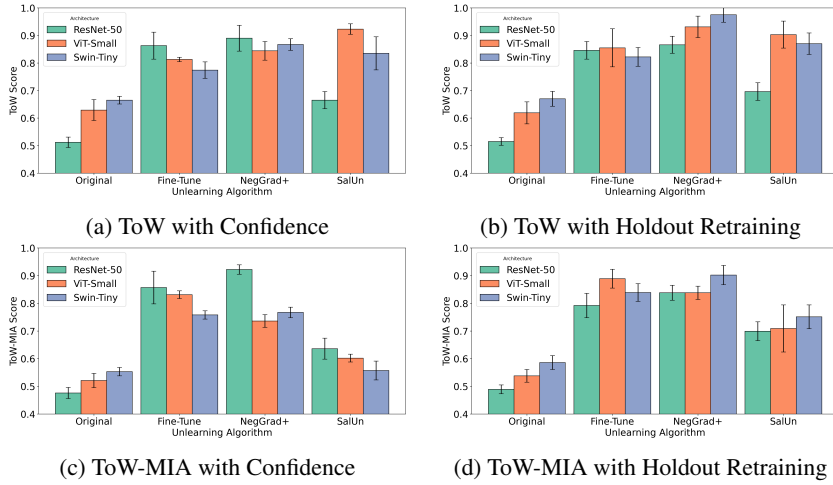 1.0
0.9
0.8
0.7
0.6
0.5
0.4
ToW Score
Architecture
ResNet-50
ViT-Small
Swin-Tiny
Original Fine-Tune NegGrad+ SalUn
Unlearning Algorithm
(a) ToW with Confidence
1.0
0.9
0.8
0.7
0.6
0.5
0.4
ToW Score
Architecture
ResNet-50
ViT-Small
Swin-Tiny
Original Fine-Tune NegGrad+ SalUn
Unlearning Algorithm
(b) ToW with Holdout Retraining
1.0
0.9
0.8
0.7
0.6
0.5
0.4
ToW-MIA Score
Architecture
ResNet-50
ViT-Small
Swin-Tiny
Original Fine-Tune NegGrad+ SalUn
Unlearning Algorithm
(c) ToW-MIA with Confidence
1.0
0.9
0.8
0.7
0.6
0.5
0.4
ToW-MIA Score
Architecture
ResNet-50
ViT-Small
Swin-Tiny
Original Fine-Tune NegGrad+ SalUn
Unlearning Algorithm
(d) ToW-MIA with Holdout Retraining